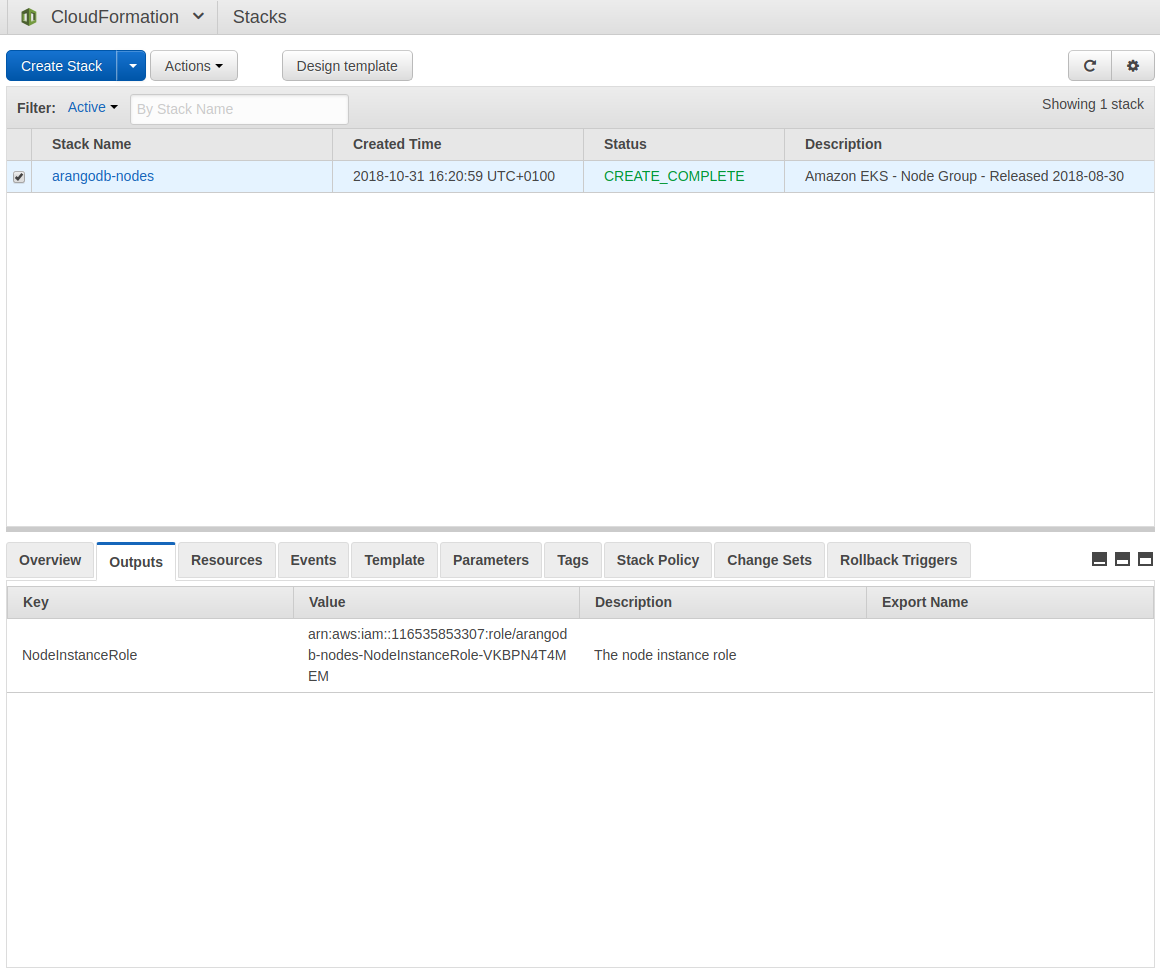 CloudFormation Stacks
Create Stack Actions Design template
Filter: Active By Stack Name Showing 1 stack
Stack Name Created Time Status Description
arangodb-nodes 2018-10-31 16:20:59 UTC+0100 CREATE_COMPLETE Amazon EKS - Node Group - Released 2018-08-30
Overview Outputs Resources Events Template Parameters Tags Stack Policy Change Sets Rollback Triggers
Key Value Description Export Name
NodeInstanceRole arn:aws:iam::116535853307:role/arangod
b-nodes-NodeInstanceRole-VKBPN4T4M
EM
The node instance role